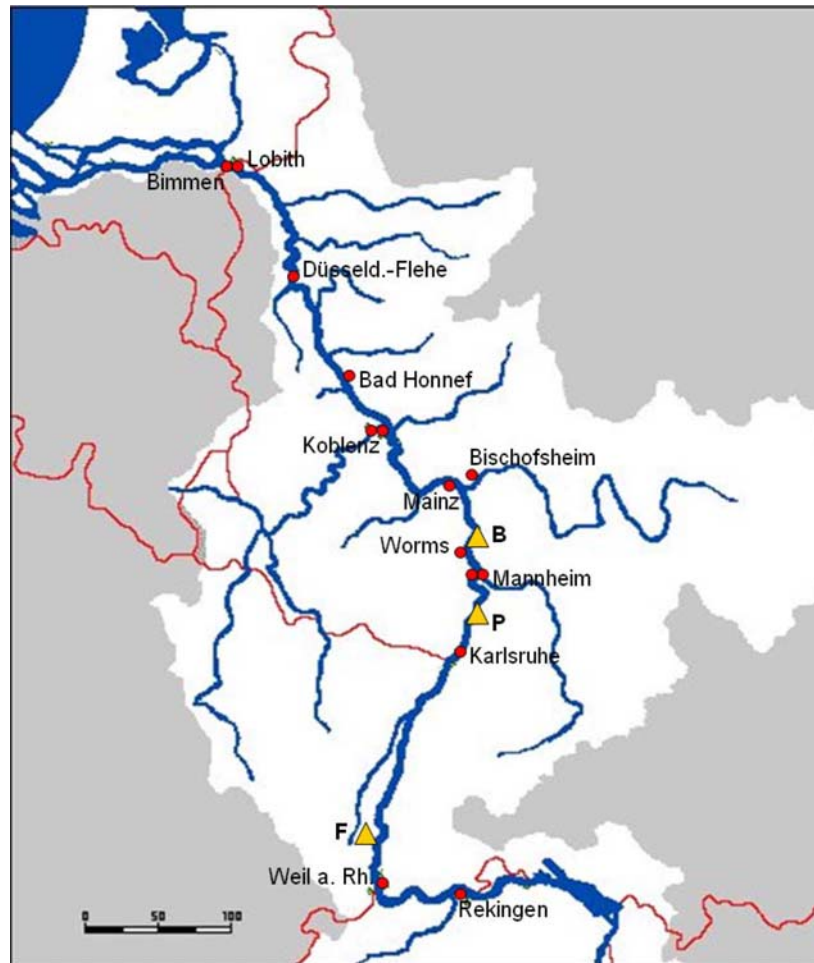 Lobith
Bimmen
Düsseld.-Flehe
Bad Honnef
Koblenz
Bischofsheim
Mainz
B
Worms
Mannheim
P
Karlsruhe
F
Weil a. Rh.
Rekingen
0 50 100